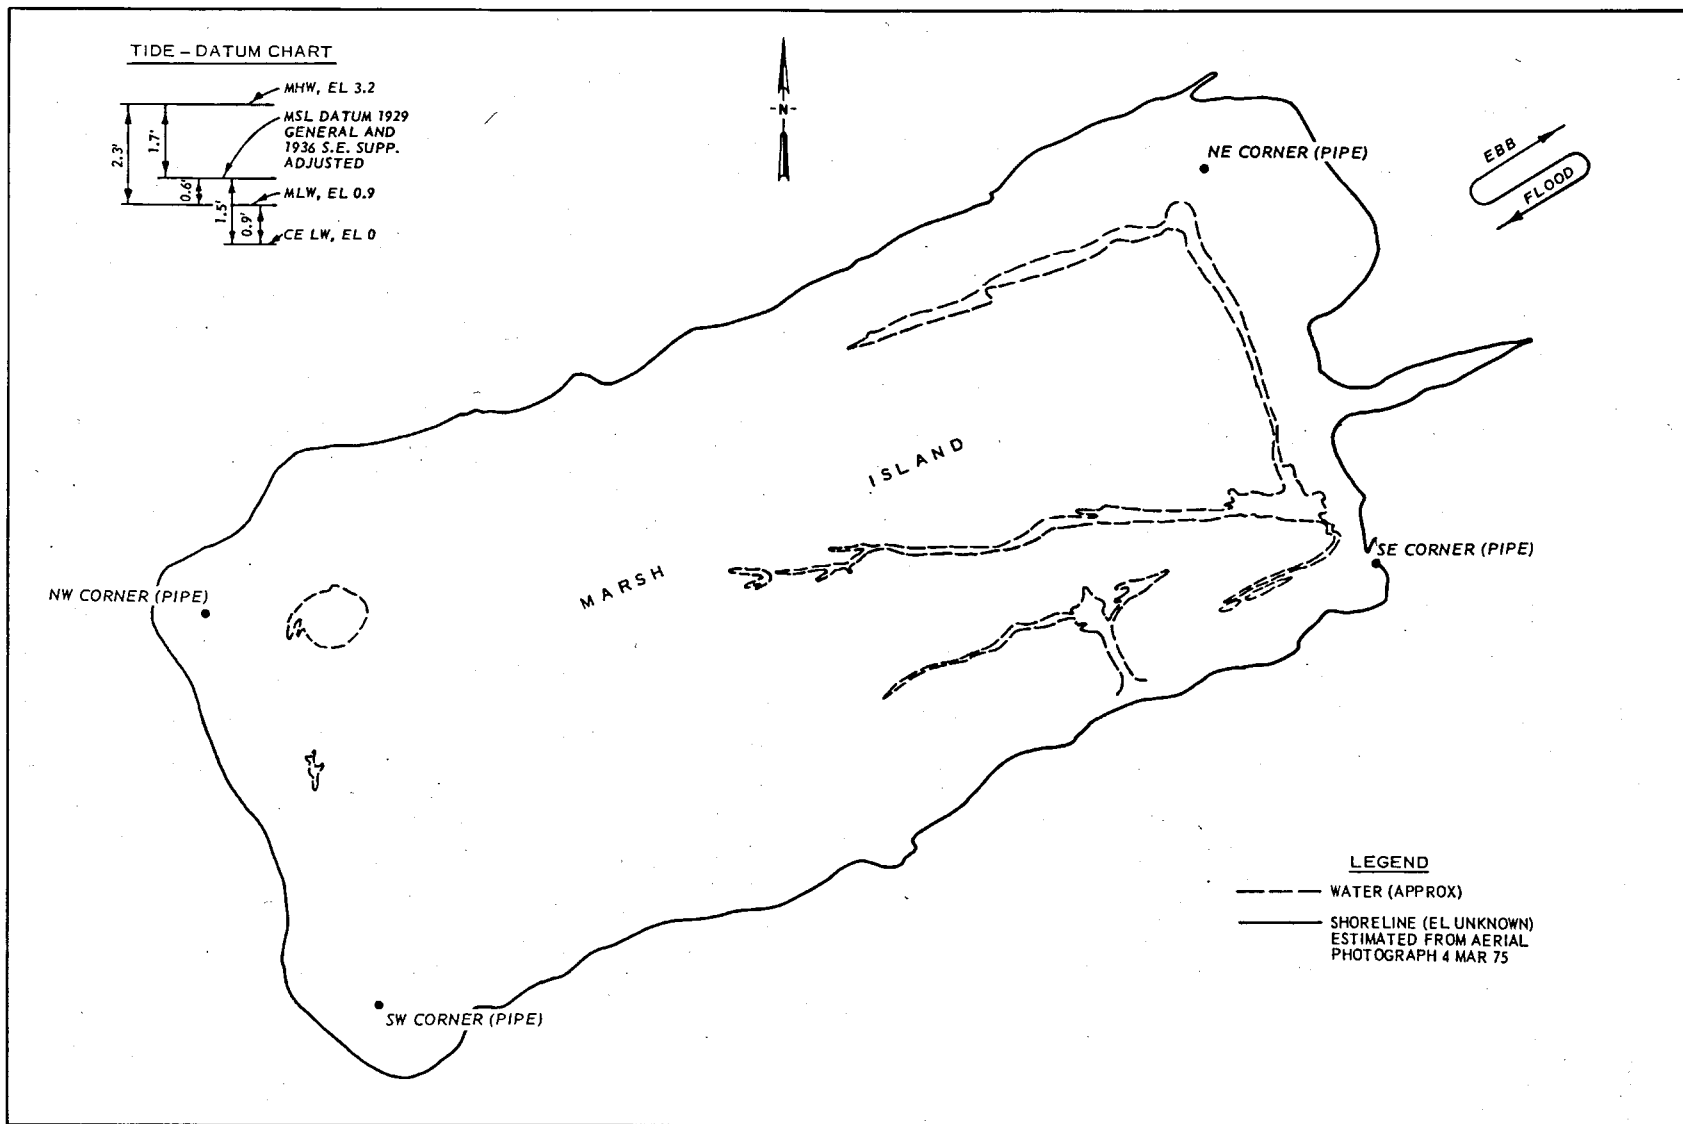 TIDE – DATUM CHART
MHW, EL 3.2
MSL DATUM 1929
GENERAL AND
1936 S.E. SUPP.
ADJUSTED
MLW, EL 0.9
CE LW, EL 0
2.3'
1.7'
0.6'
1.5'
0.9'
-N-
NE CORNER (PIPE)
EBB
FLOOD
MARSH ISLAND
SE CORNER (PIPE)
NW CORNER (PIPE)
SW CORNER (PIPE)
LEGEND
WATER (APPROX)
SHORELINE (EL UNKNOWN)
ESTIMATED FROM AERIAL
PHOTOGRAPH 4 MAR 75